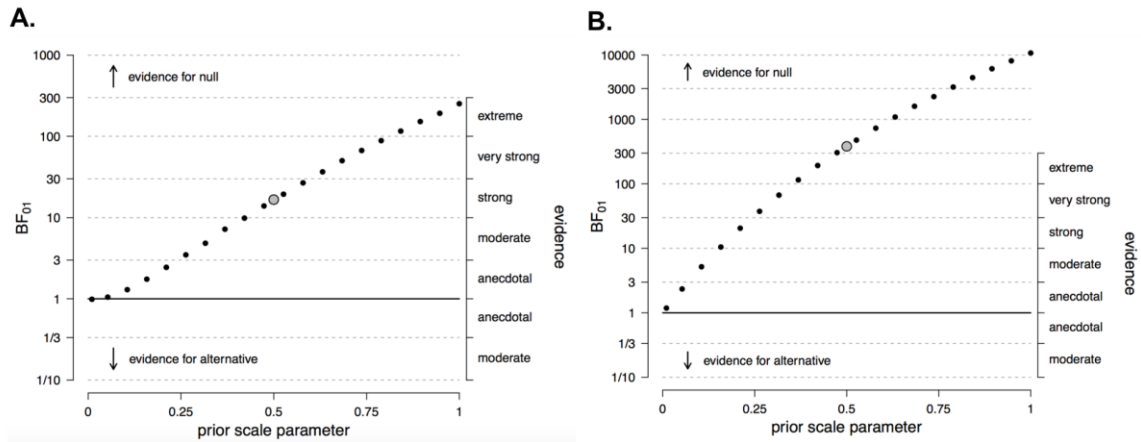 A.
1000
300
100
30
10
3
1
1/3
1/10
BF01
evidence for null
evidence for alternative
extreme
very strong
strong
moderate
anecdotal
anecdotal
moderate
evidence
0
0.25
0.5
0.75
1
prior scale parameter
B.
10000
3000
1000
300
100
30
10
3
1
1/3
1/10
BF01
evidence for null
evidence for alternative
extreme
very strong
strong
moderate
anecdotal
anecdotal
moderate
evidence
0
0.25
0.5
0.75
1
prior scale parameter